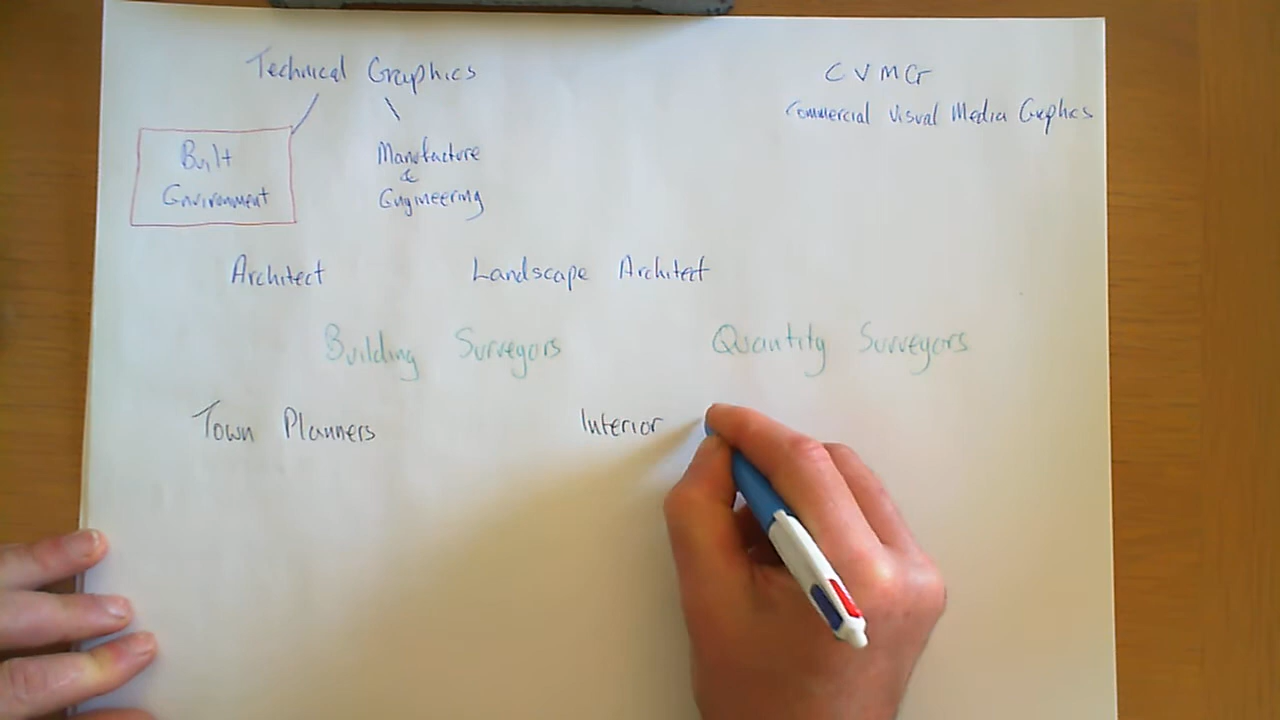 Technical Graphics
CVMG
Commercial Visual Media Graphics
Built
Environment
Manufacture
&
Engineering
Architect
Landscape Architect
Building Surveyors
Quantity Surveyors
Town Planners
Interior